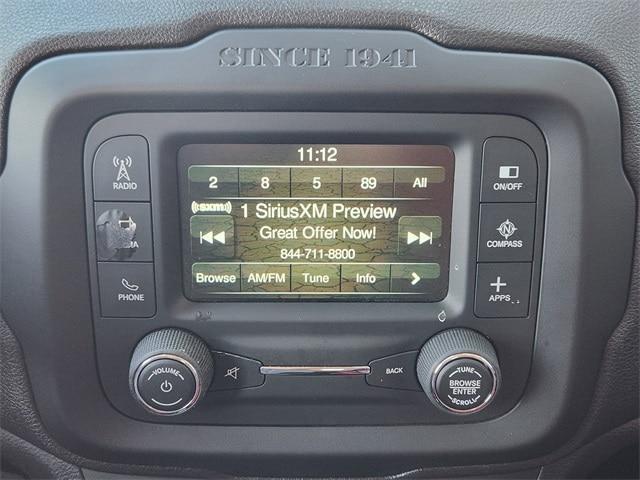 SINCE 1941
11:12
2 8 5 89 All
RADIO
ON/OFF
((sxm))
1 SiriusXM Preview
Great Offer Now!
844-711-8800
COMPASS
N
PHONE
Browse AM/FM Tune Info >
APPS
VOLUME
BACK
TUNE
BROWSE
ENTER
SCROLL